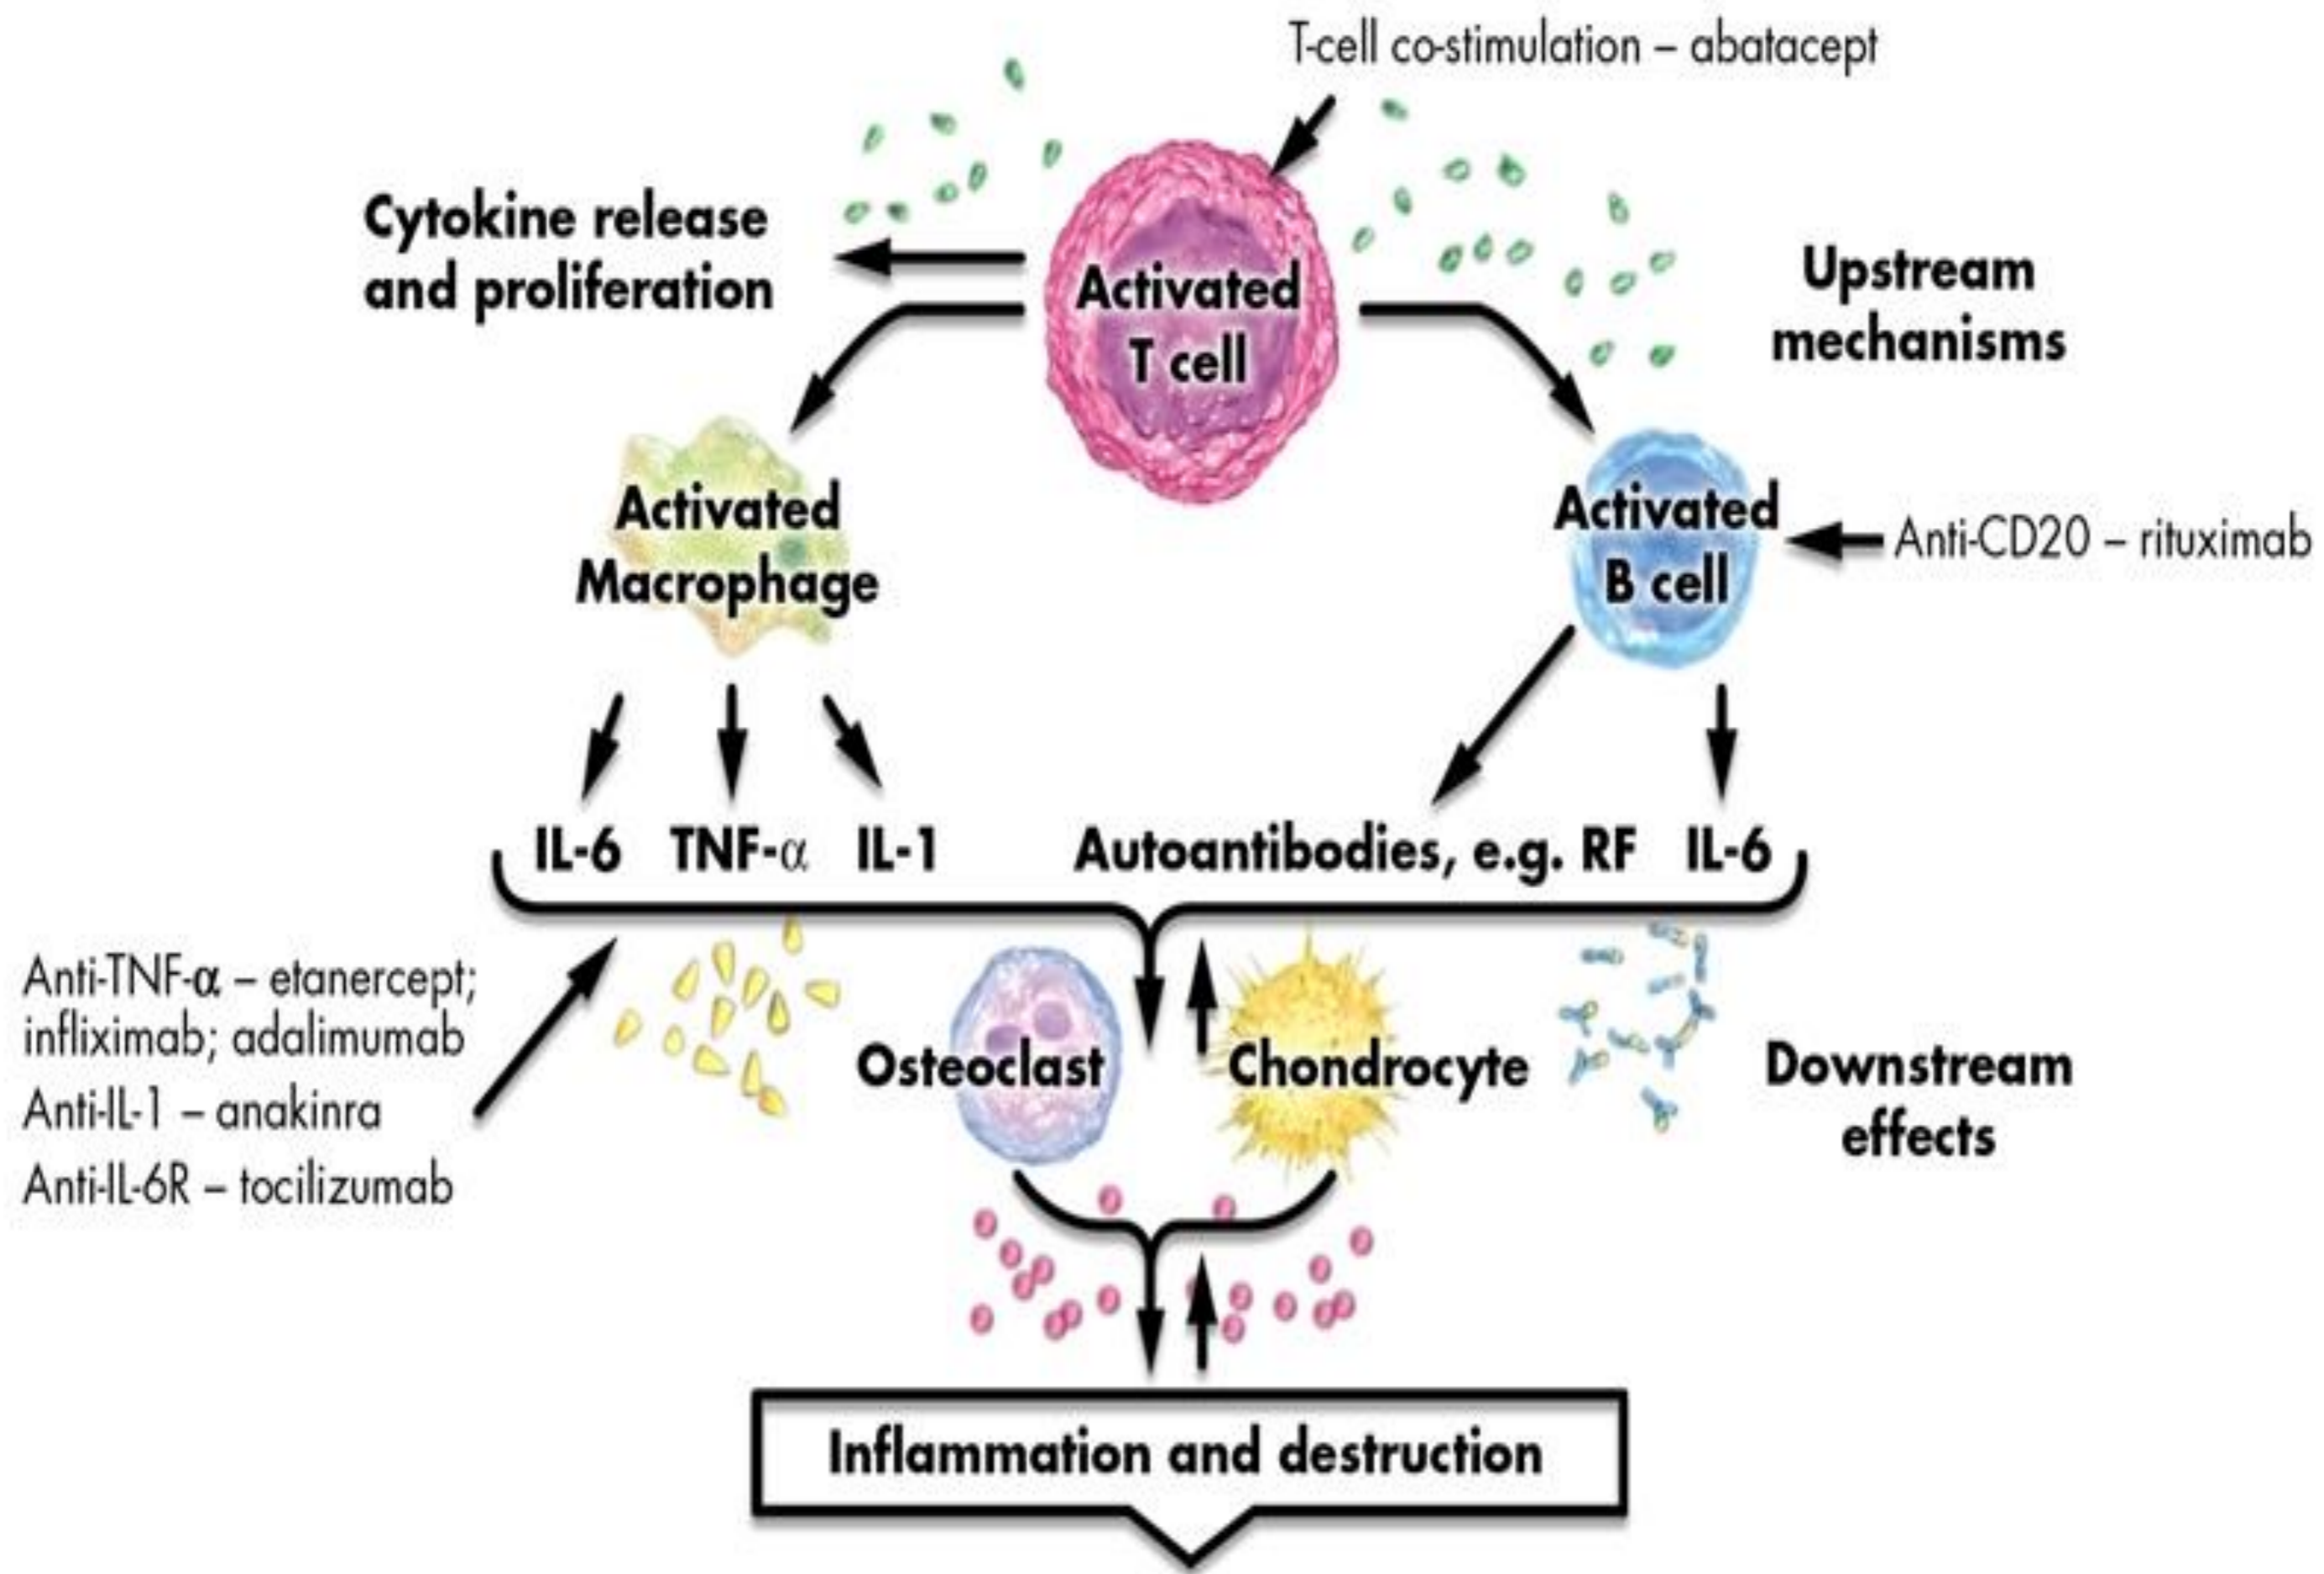 T-cell co-stimulation – abatacept
Cytokine release
and proliferation
Activated
T cell
Upstream
mechanisms
Activated
Macrophage
Activated
B cell
Anti-CD20 – rituximab
IL-6 TNF-α IL-1 Autoantibodies, e.g. RF IL-6
Anti-TNF-α – etanercept;
infliximab; adalimumab
Anti-IL-1 – anakinra
Anti-IL-6R – tocilizumab
Osteoclast
Chondrocyte
Downstream
effects
Inflammation and destruction